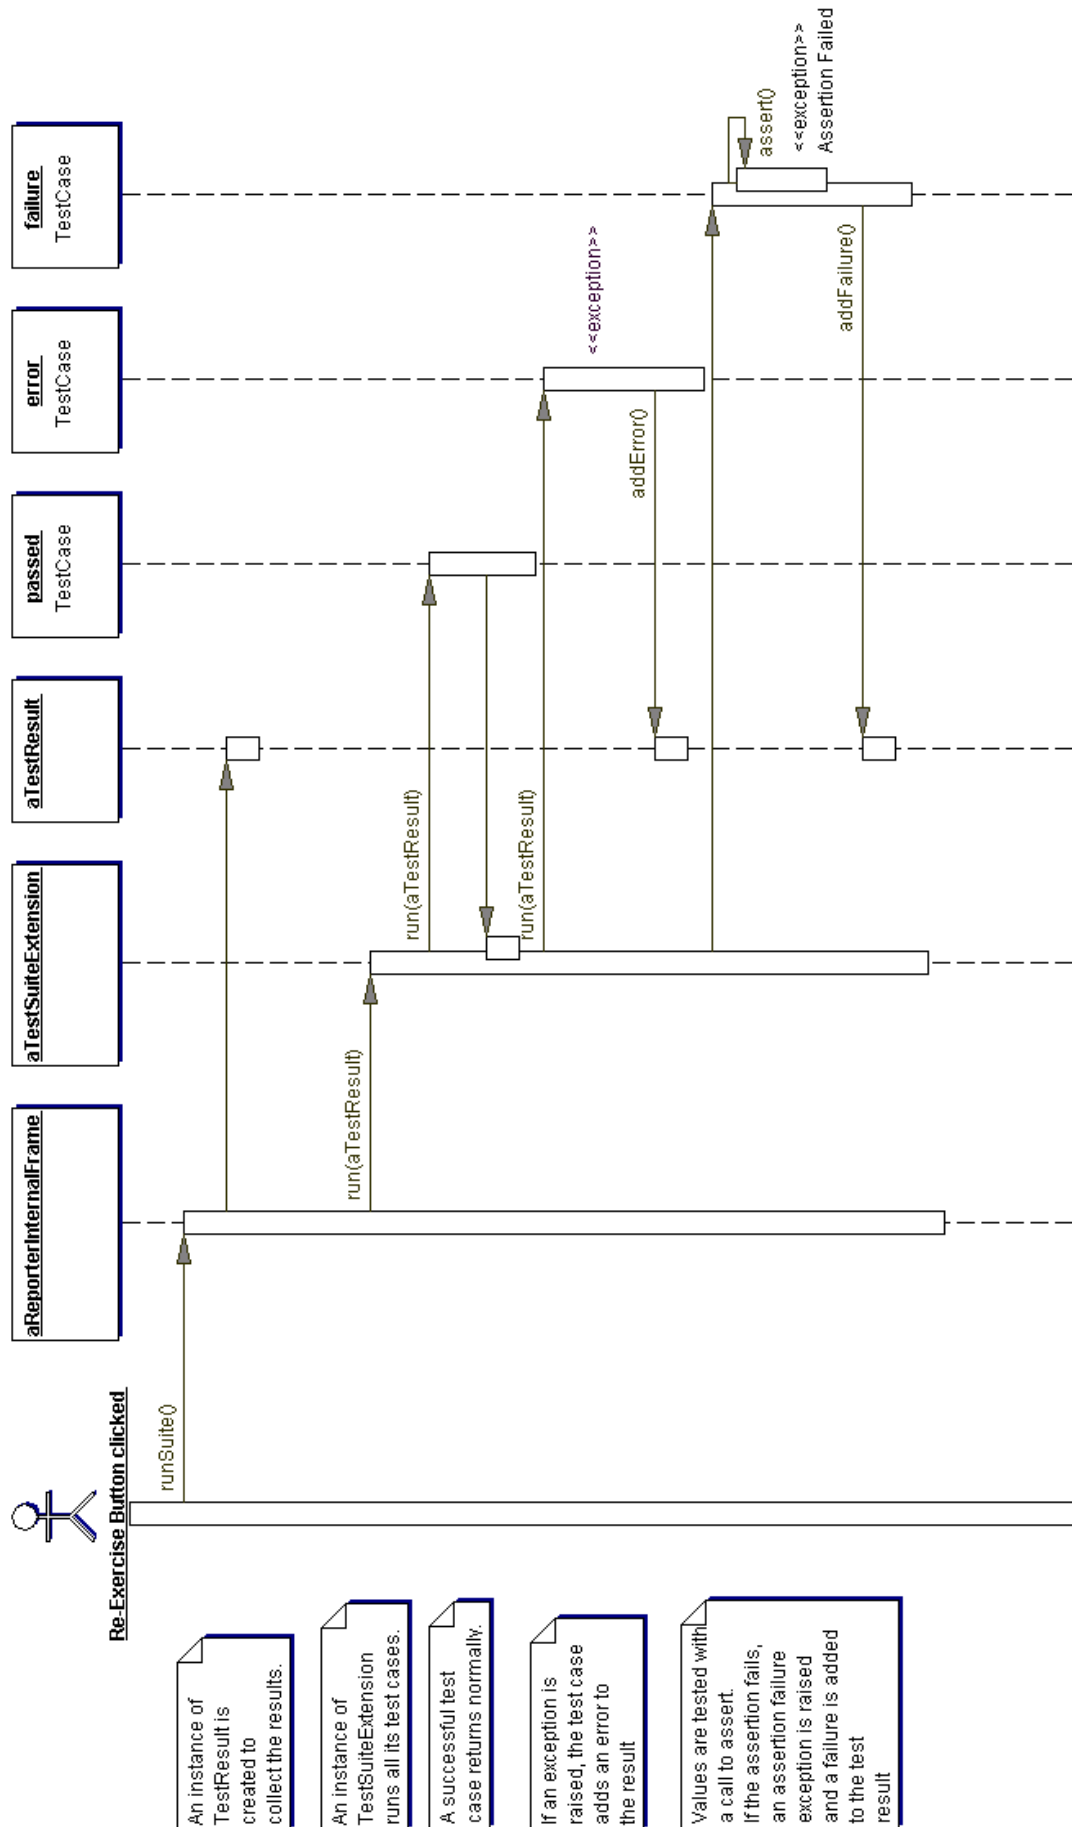 Re-Exercise Button clicked
aReporterInternalFrame
aTestSuiteExtension
aTestResult
passed
TestCase
error
TestCase
failure
TestCase
An instance of
TestResult is
created to
collect the results.
runSuite()
An instance of
TestSuiteExtension
runs all its test cases.
run(aTestResult)
A successful test
case returns normally.
run(aTestResult)
If an exception is
raised, the test case
adds an error to
the result
run(aTestResult)
<<exception>>
addError()
Values are tested with
a call to assert.
If the assertion fails,
an assertion failure
exception is raised
and a failure is added
to the test
result
assert()
<<exception>>
Assertion Failed
addFailure()